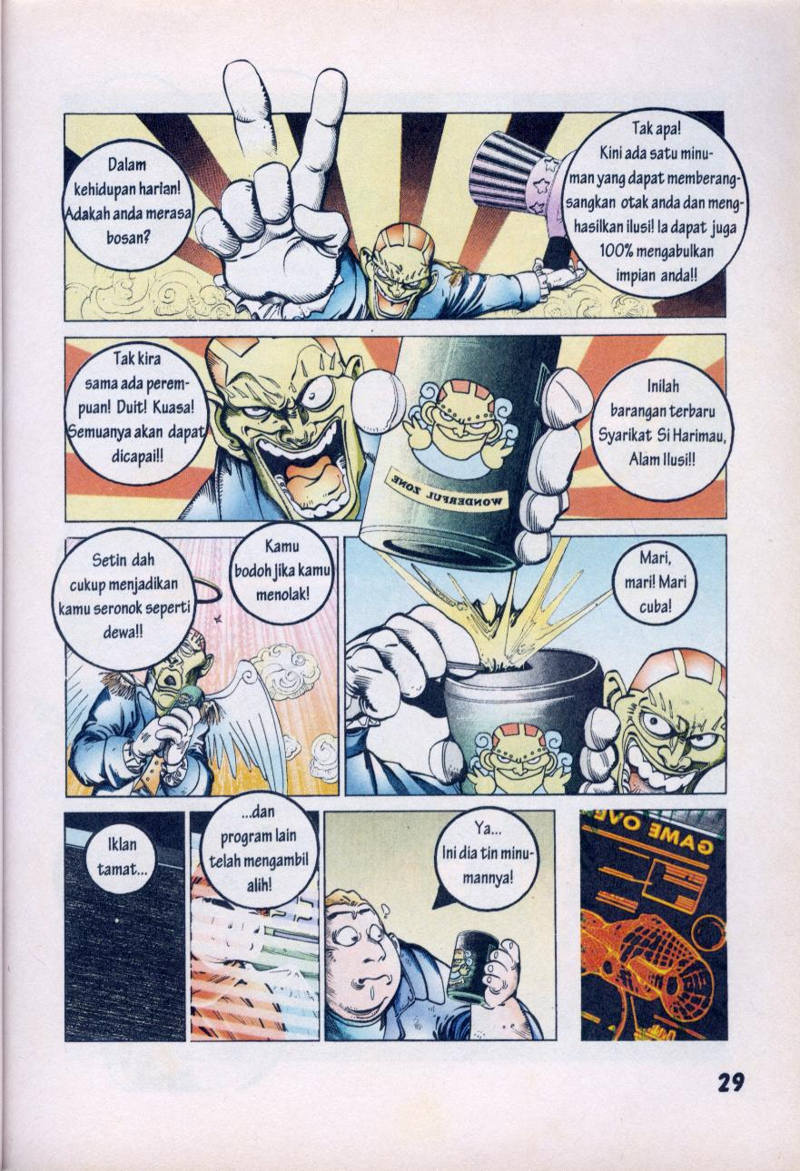 Dalam
kehidupan harian!
Adakah anda merasa
bosan?
Tak apa!
Kini ada satu minu-
man yang dapat memberang-
sangkan otak anda dan meng-
hasilkan ilusi! Ia dapat juga
100% mengabulkan
impian anda!!
Tak kira
sama ada perem-
puan! Duit! Kuasa!
Semuanya akan dapat
dicapai!!
WONDERFUL ZONE
Inilah
barangan terbaru
Syarikat Si Harimau,
Alam Ilusi!!
Setin dah
cukup menjadikan
kamu seronok seperti
dewa!!
Kamu
bodoh jika kamu
menolak!
Mari,
mari! Mari
cuba!
Iklan
tamat...
...dan
program lain
telah mengambil
alih!
Ya...
Ini dia tin minu-
mannya!
GAME OVE
29